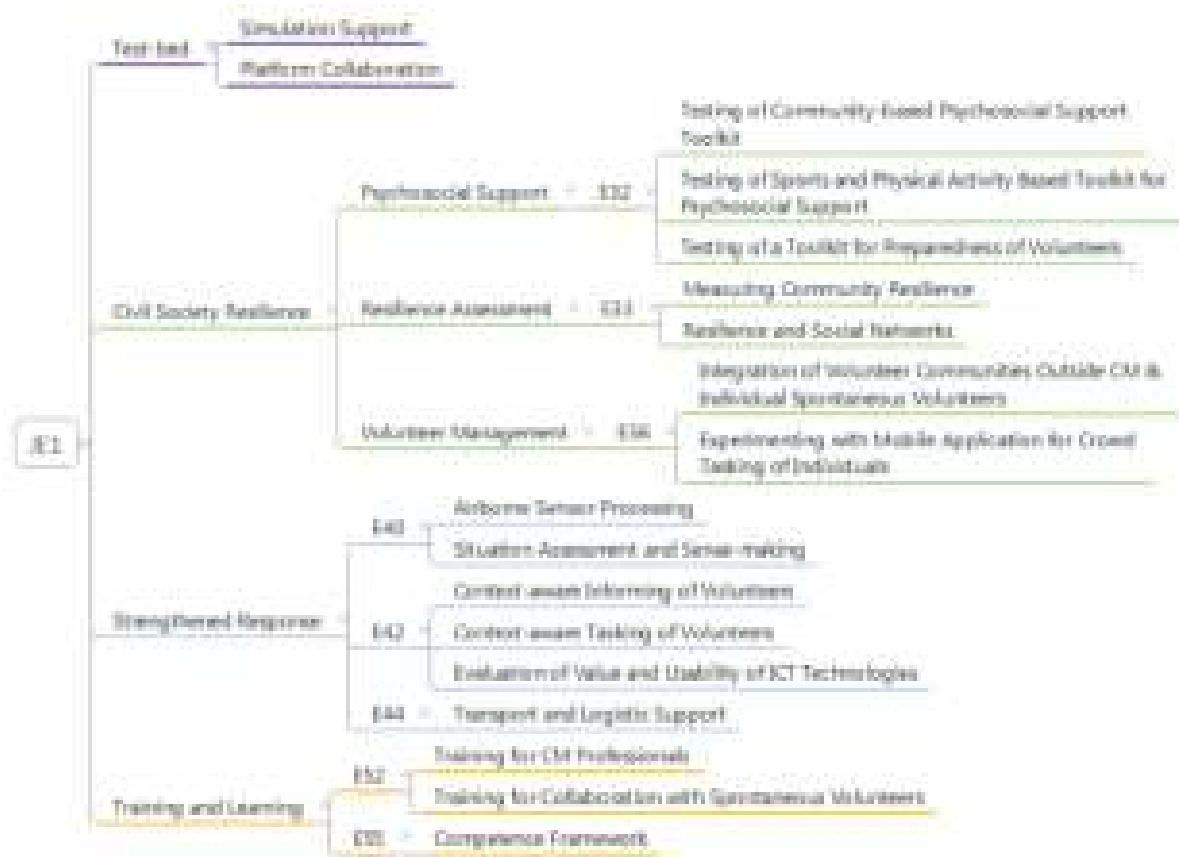 JE1
Test-bed
Simulation Support
Platform Collaboration
Civil Society Resilience
Psychosocial Support
E32
Testing of Community Based Psychosocial Support
Toolkit
Testing of Sports and Physical Activity Based Toolkit for
Psychosocial Support
Testing of a Toolkit for Preparedness of Volunteers
Resilience Assessment
E33
Measuring Community Resilience
Resilience and Social Networks
Volunteer Management
E36
Integration of Volunteer Communities Outside CM &
Individual Spontaneous Volunteers
Experimenting with Mobile Application for Crowd
Tasking of Individuals
Strengthened Response
E40
Airborne Sensor Processing
Situation Assessment and Sense-making
E42
Context-aware Informing of Volunteers
Context-aware Tasking of Volunteers
Evaluation of Value and Usability of ICT Technologies
E44
Transport and Logistic Support
Training and Learning
E52
Training for CM Professionals
Training for Collaboration with Spontaneous Volunteers
Competence Framework